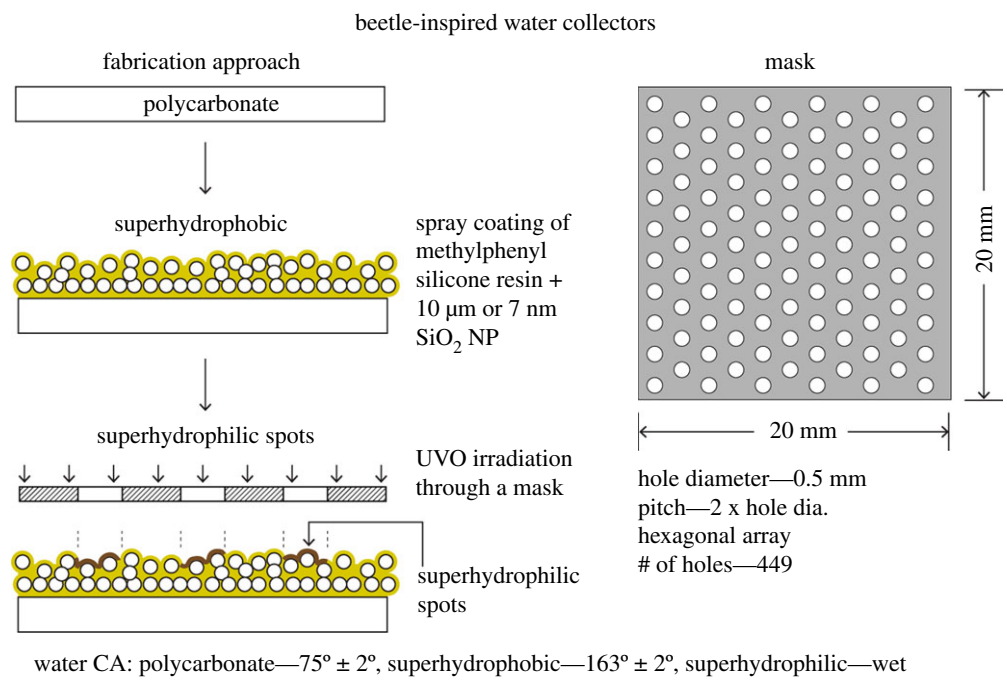 beetle-inspired water collectors
fabrication approach
polycarbonate
superhydrophobic
spray coating of
methylphenyl
silicone resin +
10 µm or 7 nm
SiO₂ NP
superhydrophilic spots
UVO irradiation
through a mask
superhydrophilic
spots
mask
20 mm
20 mm
hole diameter—0.5 mm
pitch—2 x hole dia.
hexagonal array
# of holes—449
water CA: polycarbonate—75º ± 2º, superhydrophobic—163º ± 2º, superhydrophilic—wet